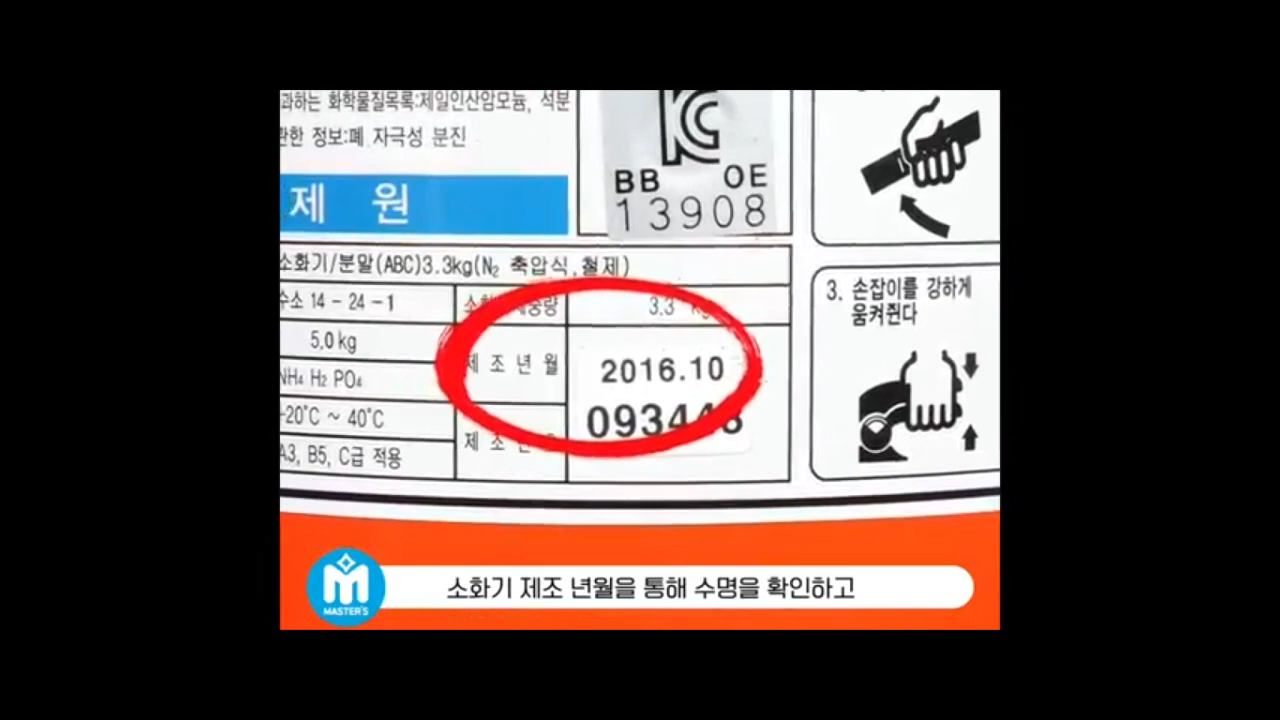 과하는 화학물질목록:제일인산암모늄, 석분
관한 정보:폐 자극성 분진
KC
BB OE
13908
제 원
소화기/분말(ABC)3.3kg(N₂ 축압식,철제)
수소 14 - 24 -1
중량
3.3 kg
5.0kg
제 조 년 월
2016.10
NH₄ H₂ PO₄
-20℃ ~ 40℃
제 조
093448
A3, B5, C급 적용
3. 손잡이를 강하게
움켜쥔다
M
MASTER'S
소화기 제조 년월을 통해 수명을 확인하고